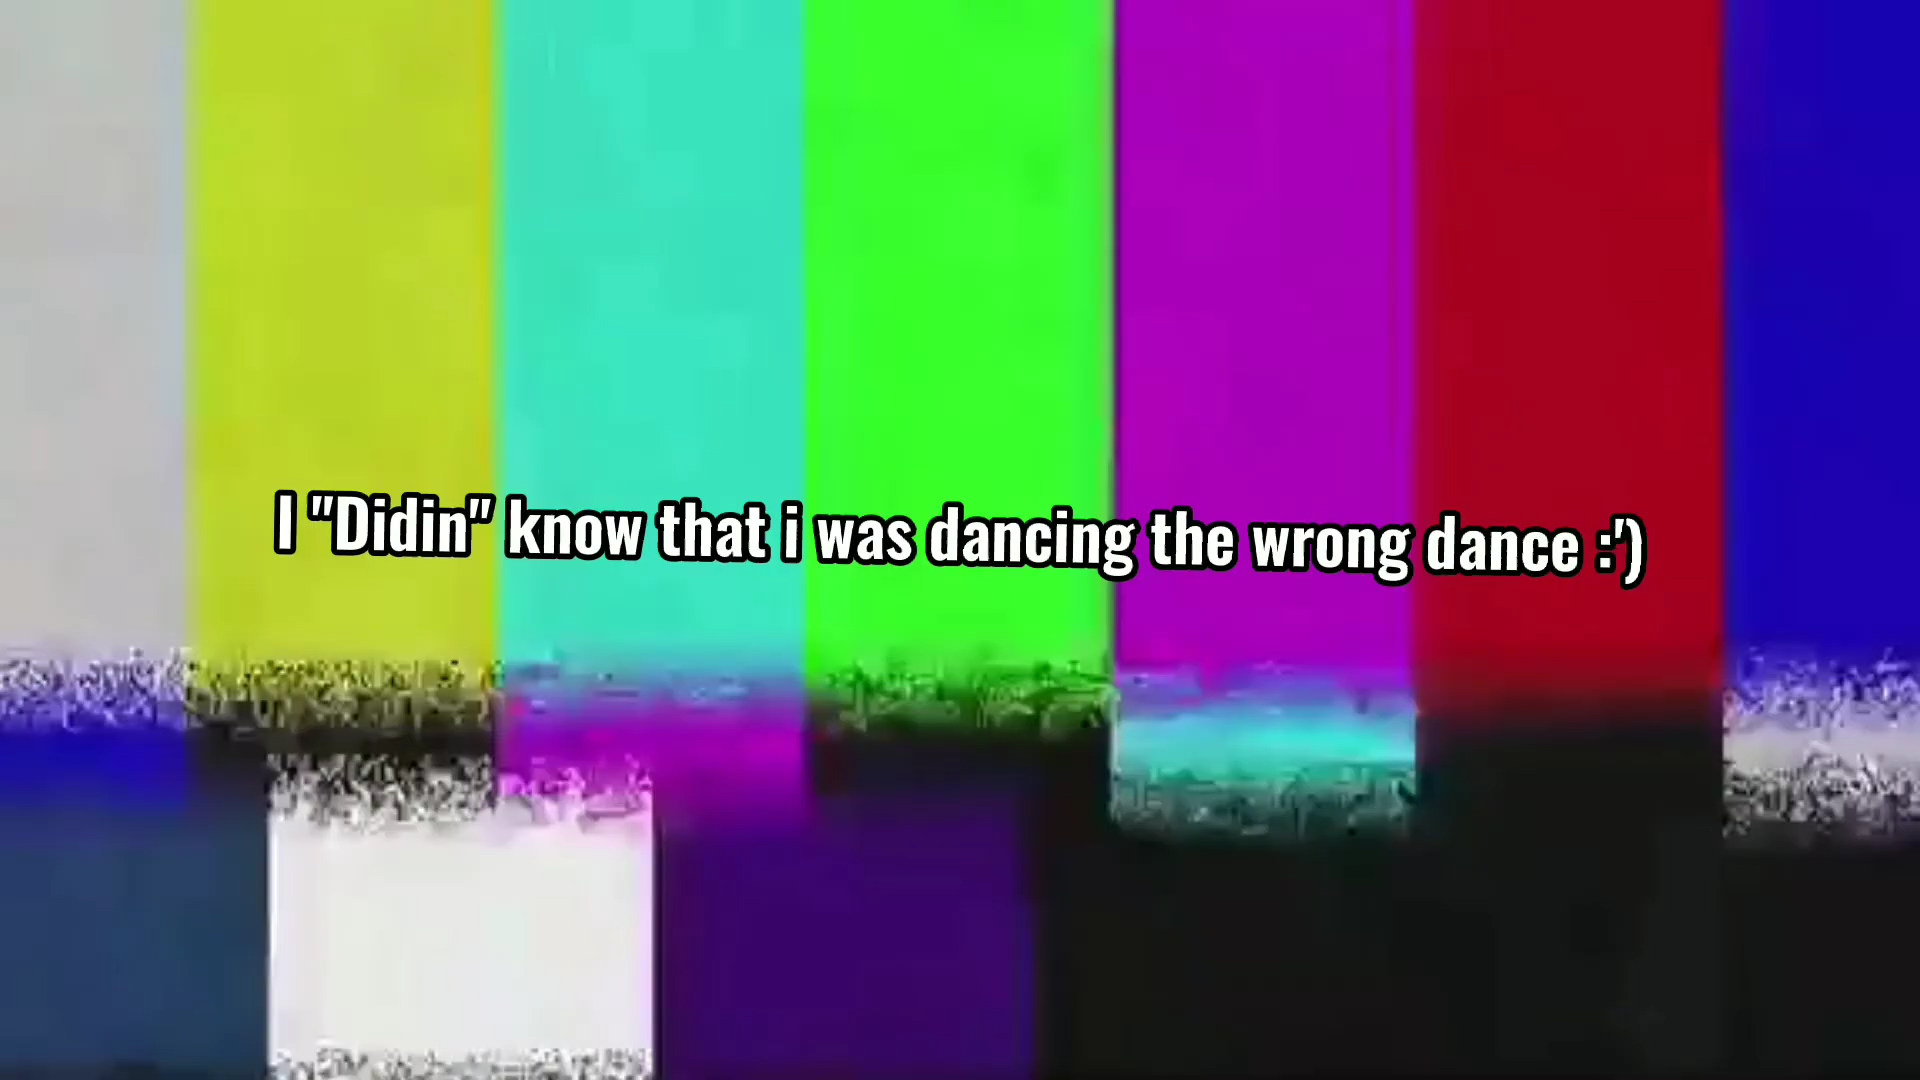 I "Didin" know that i was dancing the wrong dance :')